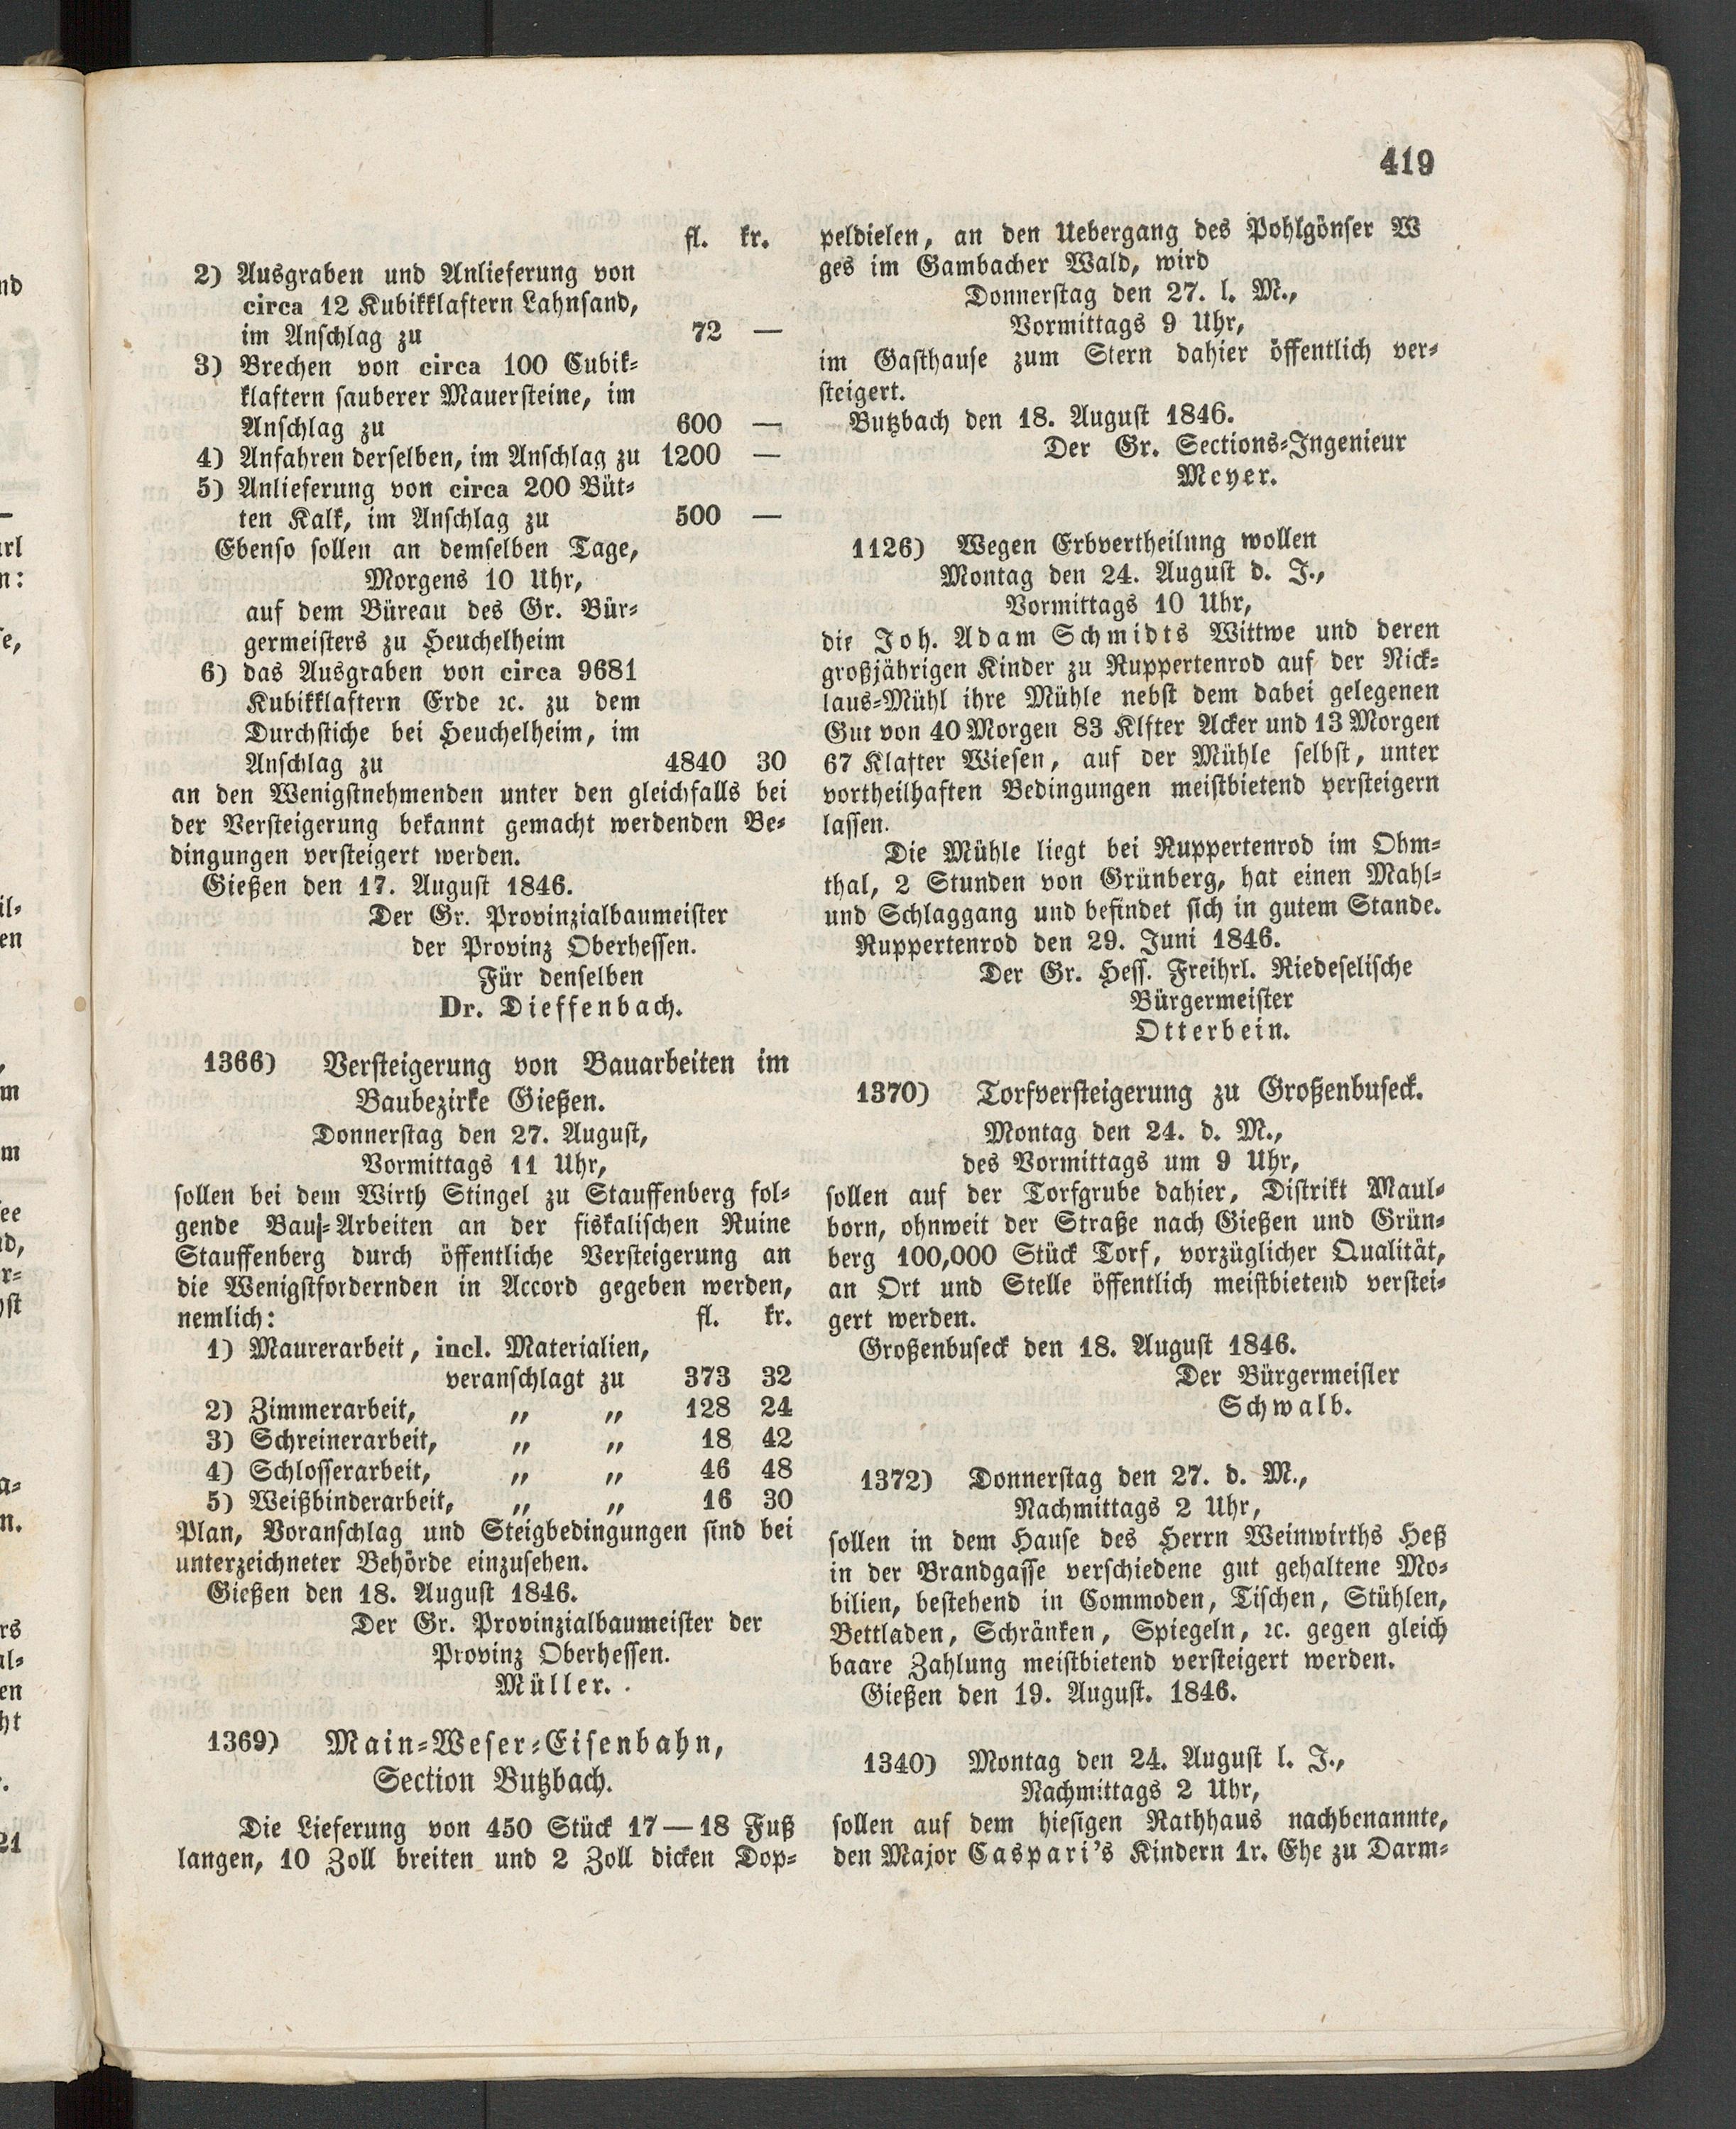 419
fl. kr.
2) Ausgraben und Anlieferung von
circa 12 Kubikklaftern Lahnsand,
im Anschlag zu 72 —
3) Brechen von circa 100 Cubik-
klaftern sauberer Mauersteine, im
Anschlag zu 600 —
4) Anfahren derselben, im Anschlag zu 1200 —
5) Anlieferung von circa 200 Büt-
ten Kalk, im Anschlag zu 500 —
Ebenso sollen an demselben Tage,
Morgens 10 Uhr,
auf dem Büreau des Gr. Bür-
germeisters zu Heuchelheim
6) das Ausgraben von circa 9681
Kubikklaftern Erde ꝛc. zu dem
Durchstiche bei Heuchelheim, im
Anschlag zu 4840 30
an den Wenigstnehmenden unter den gleichfalls bei
der Versteigerung bekannt gemacht werdenden Be-
dingungen versteigert werden.
Gießen den 17. August 1846.
Der Gr. Provinzialbaumeister
der Provinz Oberhessen.
Für denselben
Dr. Dieffenbach.
1366) Versteigerung von Bauarbeiten im
Baubezirke Gießen.
Donnerstag den 27. August,
Vormittags 11 Uhr,
sollen bei dem Wirth Stingel zu Stauffenberg fol-
gende Bau-Arbeiten an der fiskalischen Ruine
Stauffenberg durch öffentliche Versteigerung an
die Wenigstfordernden in Accord gegeben werden,
nemlich: fl. kr.
1) Maurerarbeit, incl. Materialien,
veranschlagt zu 373 32
2) Zimmerarbeit, „ „ 128 24
3) Schreinerarbeit, „ „ 18 42
4) Schlosserarbeit, „ „ 46 48
5) Weißbinderarbeit, „ „ 16 30
Plan, Voranschlag und Steigbedingungen sind bei
unterzeichneter Behörde einzusehen.
Gießen den 18. August 1846.
Der Gr. Provinzialbaumeister der
Provinz Oberhessen.
Müller.
1369) Main-Weser-Eisenbahn,
Section Butzbach.
Die Lieferung von 450 Stück 17—18 Fuß
langen, 10 Zoll breiten und 2 Zoll dicken Dop-
peldielen, an den Uebergang des Pohlgönser W
ges im Gambacher Wald, wird
Donnerstag den 27. l. M.,
Vormittags 9 Uhr,
im Gasthause zum Stern dahier öffentlich ver-
steigert.
Butzbach den 18. August 1846.
Der Gr. Sections-Ingenieur
Meyer.
1126) Wegen Erbvertheilung wollen
Montag den 24. August d. J.,
Vormittags 10 Uhr,
die Joh. Adam Schmidts Wittwe und deren
großjährigen Kinder zu Ruppertenrod auf der Nick-
laus-Mühl ihre Mühle nebst dem dabei gelegenen
Gut von 40 Morgen 83 Klfter Acker und 13 Morgen
67 Klafter Wiesen, auf der Mühle selbst, unter
vortheilhaften Bedingungen meistbietend versteigern
lassen.
Die Mühle liegt bei Ruppertenrod im Ohm-
thal, 2 Stunden von Grünberg, hat einen Mahl-
und Schlaggang und befindet sich in gutem Stande.
Ruppertenrod den 29. Juni 1846.
Der Gr. Hess. Freihrl. Riedeselische
Bürgermeister
Otterbein.
1370) Torfversteigerung zu Großenbuseck.
Montag den 24. d. M.,
des Vormittags um 9 Uhr,
sollen auf der Torfgrube dahier, Distrikt Maul-
born, ohnweit der Straße nach Gießen und Grün-
berg 100,000 Stück Torf, vorzüglicher Qualität,
an Ort und Stelle öffentlich meistbietend verstei-
gert werden.
Großenbuseck den 18. August 1846.
Der Bürgermeister
Schwalb.
1372) Donnerstag den 27. d. M.,
Nachmittags 2 Uhr,
sollen in dem Hause des Herrn Weinwirths Heß
in der Brandgasse verschiedene gut gehaltene Mo-
bilien, bestehend in Commoden, Tischen, Stühlen,
Bettladen, Schränken, Spiegeln, ꝛc. gegen gleich
baare Zahlung meistbietend versteigert werden.
Gießen den 19. August. 1846.
1340) Montag den 24. August l. J.,
Nachmittags 2 Uhr,
sollen auf dem hiesigen Rathhaus nachbenannte,
den Major Caspari's Kindern 1r. Ehe zu Darm-